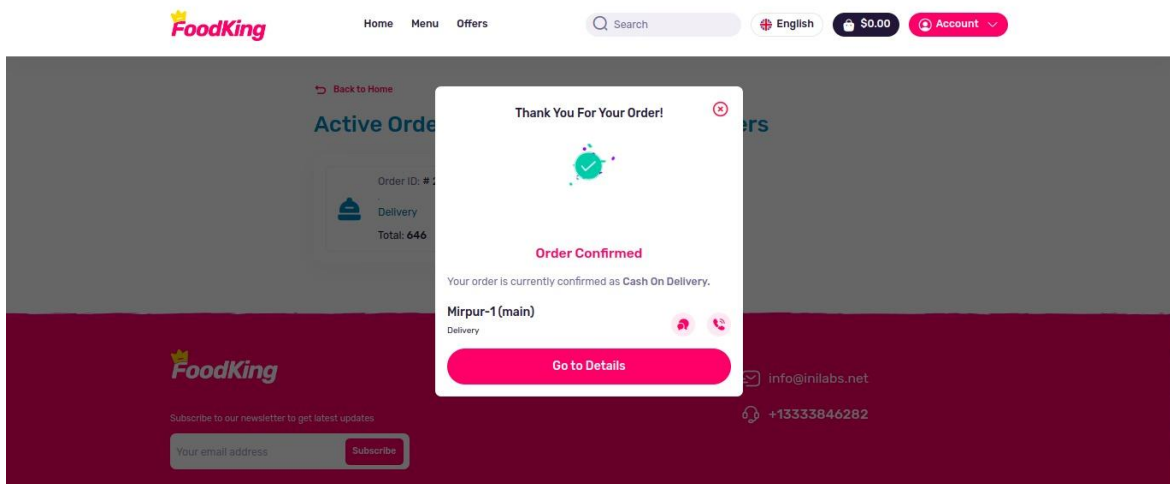 FoodKing
Home Menu Offers
Search
English
$0.00
Account
Back to Home
Active Orde
ers
Order ID: #
Delivery
Total: 646
Thank You For Your Order!
Order Confirmed
Your order is currently confirmed as Cash On Delivery.
Mirpur-1 (main)
Delivery
Go to Details
FoodKing
Subscribe to our newsletter to get latest updates
Your email address
Subscribe
info@inilabs.net
+13333846282